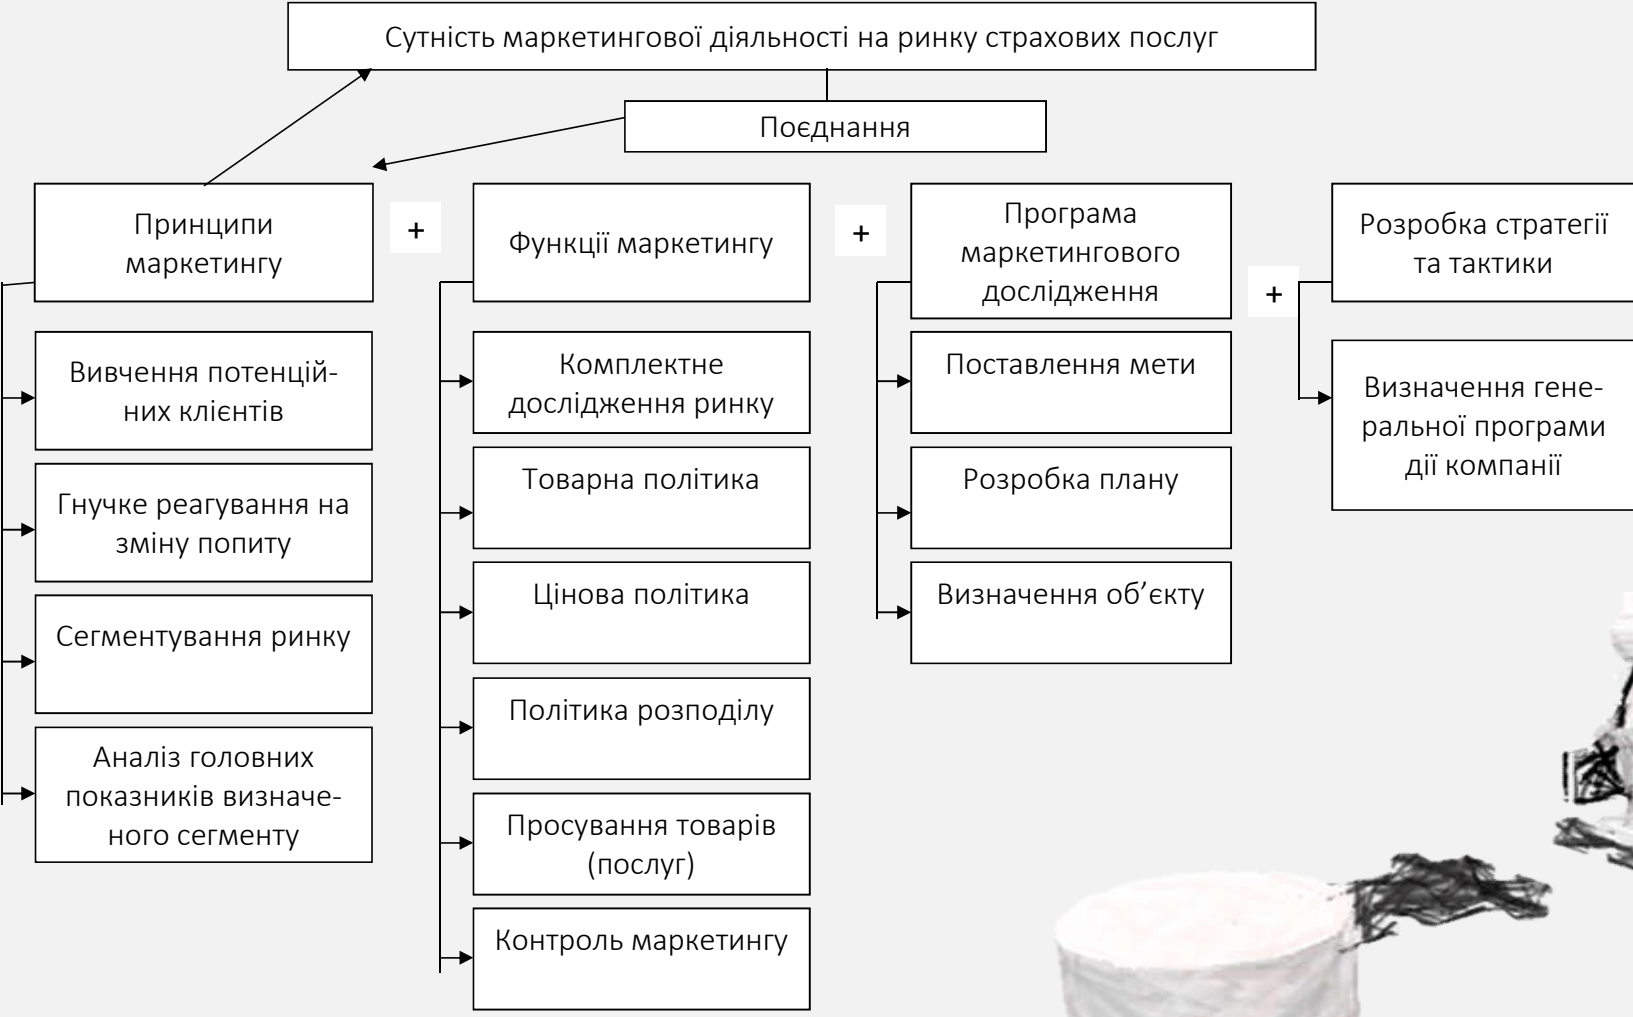 Сутність маркетингової діяльності на ринку страхових послуг
Поєднання
Принципи
маркетингу
+
Функції маркетингу
+
Програма
маркетингового
дослідження
+
Розробка стратегії
та тактики
Вивчення потенцій-
них клієнтів
Гнучке реагування на
зміну попиту
Сегментування ринку
Аналіз головних
показників визначе-
ного сегменту
Комплектне
дослідження ринку
Товарна політика
Цінова політика
Політика розподілу
Просування товарів
(послуг)
Контроль маркетингу
Поставлення мети
Розробка плану
Визначення об’єкту
Визначення гене-
ральної програми
дії компанії